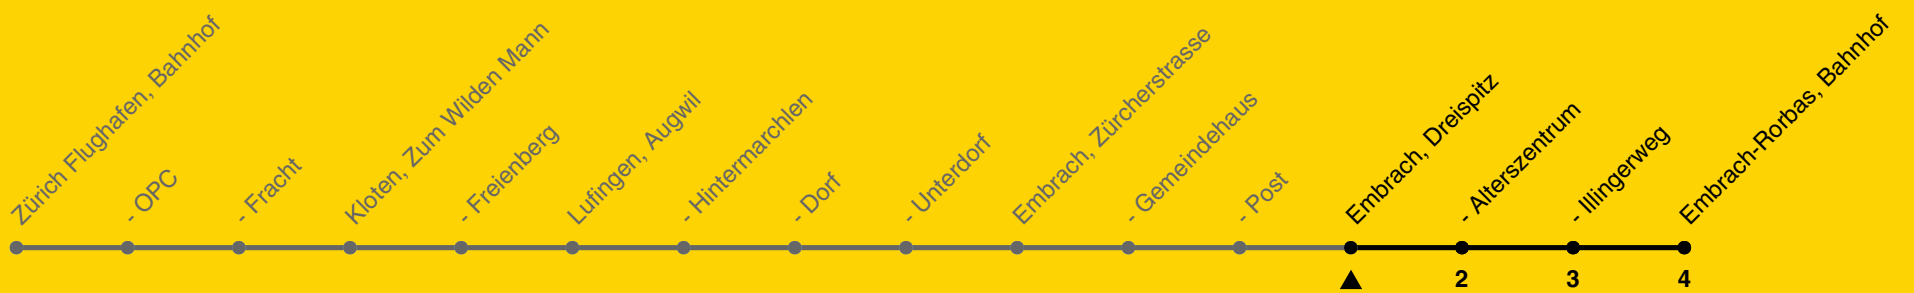 Zürich Flughafen, Bahnhof
- OPC
- Fracht
Kloten, Zum Wilden Mann
- Freienberg
Lufingen, Augwil
- Hintermarchlen
- Dorf
- Unterdorf
Embrach, Zürcherstrasse
- Gemeindehaus
- Post
Embrach, Dreispitz
- Alterszentrum
- Illingerweg
Embrach-Rorbas, Bahnhof
2 3 4